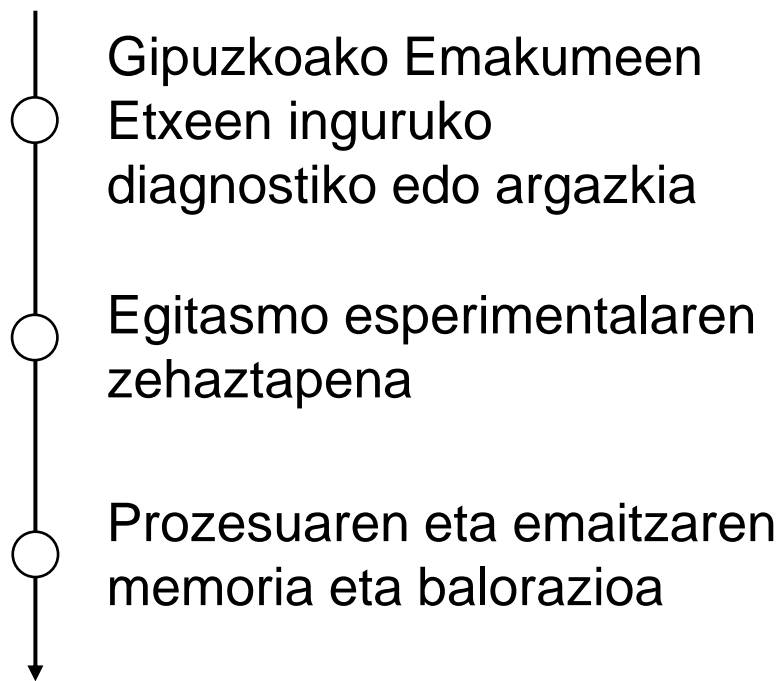 Gipuzkoako Emakumeen
Etxeen inguruko
diagnostiko edo argazkia
Egitasmo esperimentalaren
zehaztapena
Prozesuaren eta emaitzaren
memoria eta balorazioa